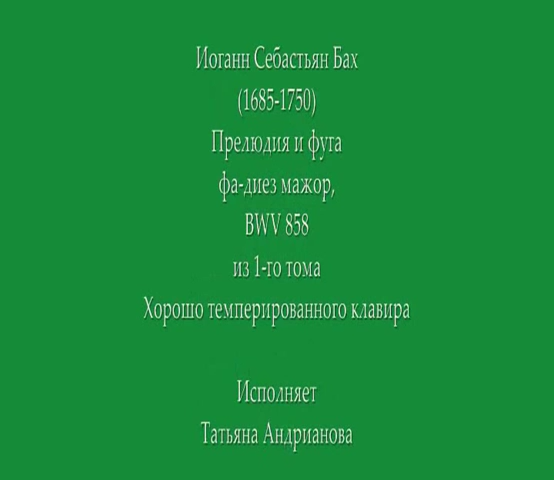 Иоганн Себастьян Бах
(1685-1750)
Прелюдия и фуга
фа-диез мажор,
BWV 858
из 1-го тома
Хорошо темперированного клавира
Исполняет
Татьяна Андрианова